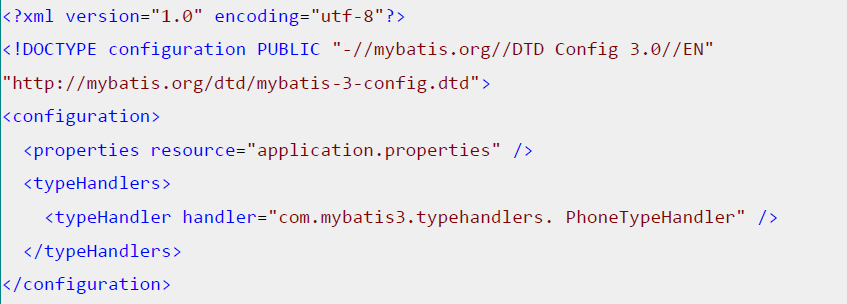 <?xml version="1.0" encoding="utf-8"?>
<!DOCTYPE configuration PUBLIC "-//mybatis.org//DTD Config 3.0//EN"
"http://mybatis.org/dtd/mybatis-3-config.dtd">
<configuration>
  <properties resource="application.properties" />
  <typeHandlers>
    <typeHandler handler="com.mybatis3.typehandlers. PhoneTypeHandler" />
  </typeHandlers>
</configuration>